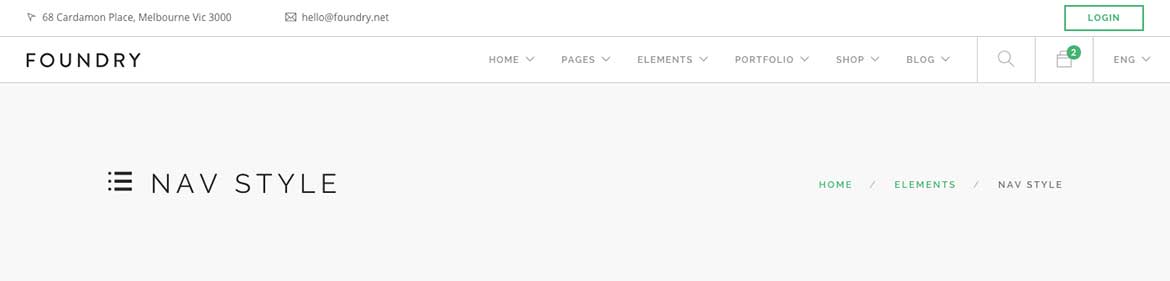 68 Cardamon Place, Melbourne Vic 3000 hello@foundry.net LOGIN
FOUNDRY HOME PAGES ELEMENTS PORTFOLIO SHOP BLOG 2 ENG
NAV STYLE HOME / ELEMENTS / NAV STYLE